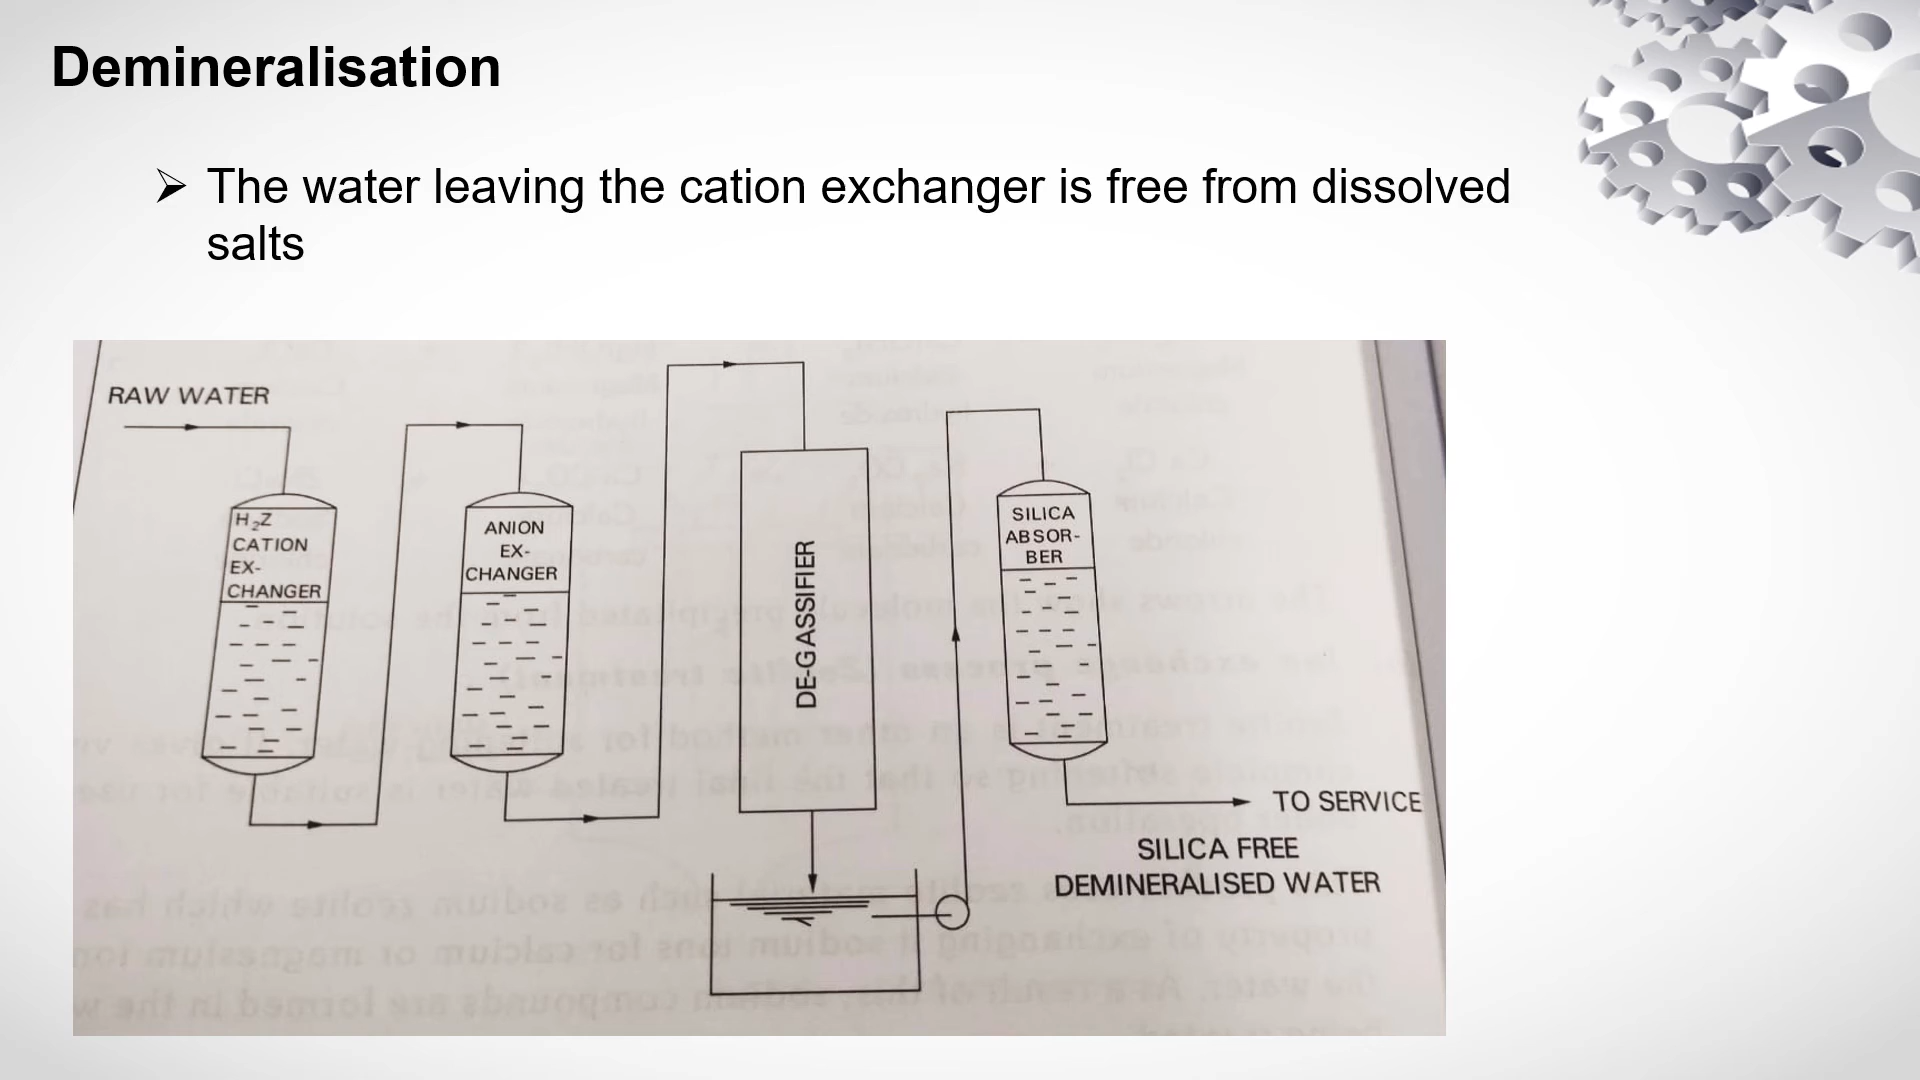 Demineralisation
➢ The water leaving the cation exchanger is free from dissolved
salts
RAW WATER
H₂Z
CATION
EX-
CHANGER
ANION
EX-
CHANGER
DE-GASSIFIER
SILICA
ABSOR-
BER
TO SERVICE
SILICA FREE
DEMINERALISED WATER